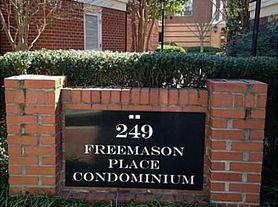 249
FREEMASON
PLACE
CONDOMINIUM